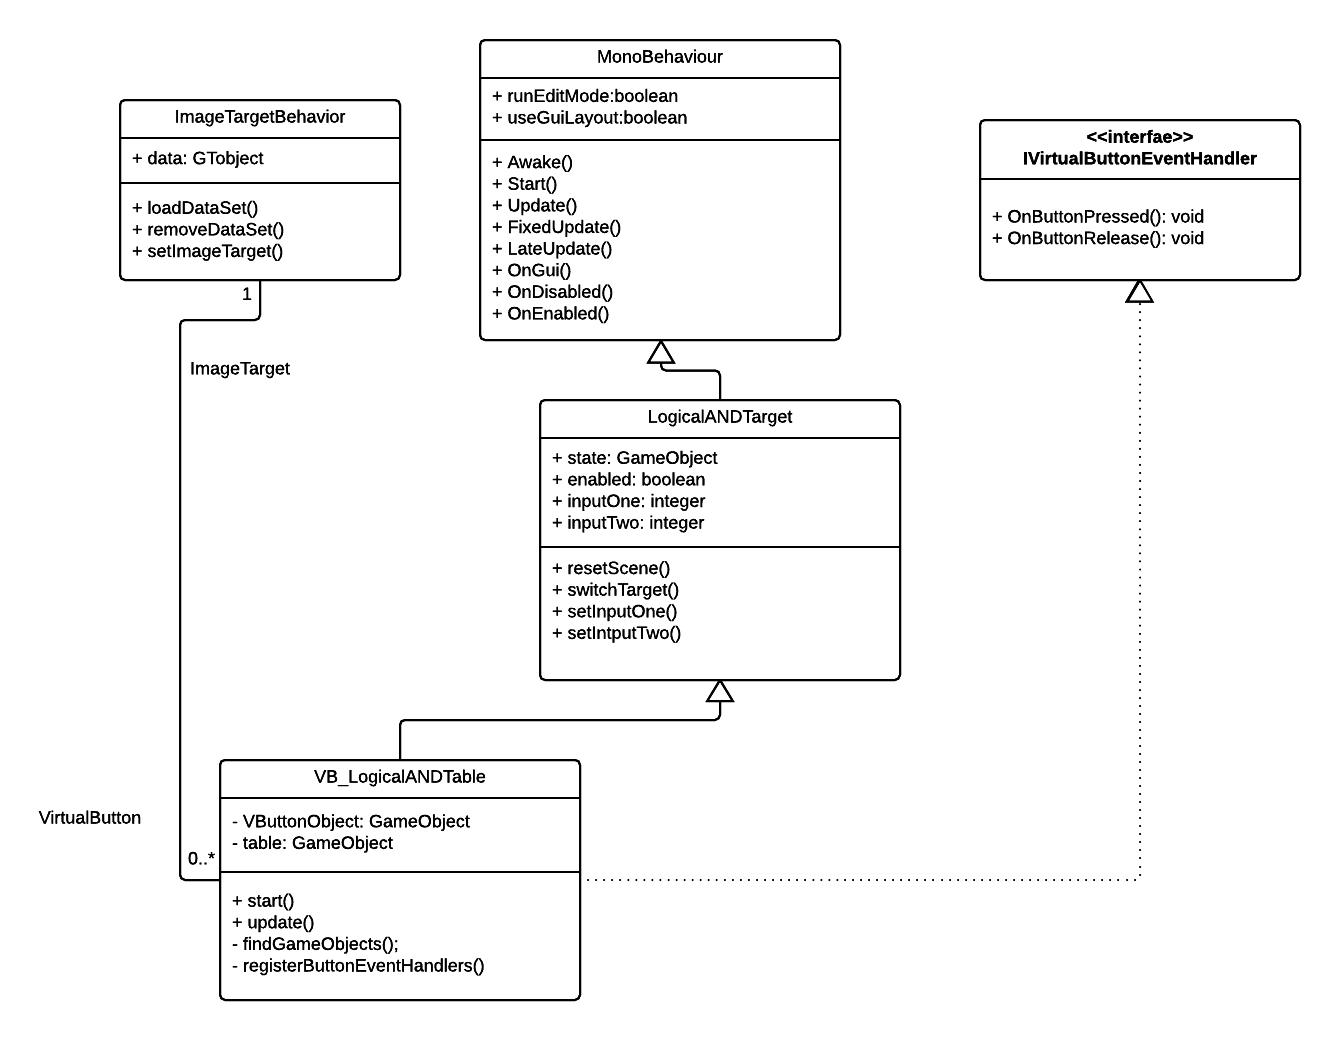 MonoBehaviour
+ runEditMode:boolean
+ useGuiLayout:boolean
+ Awake()
+ Start()
+ Update()
+ FixedUpdate()
+ LateUpdate()
+ OnGui()
+ OnDisabled()
+ OnEnabled()
ImageTargetBehavior
+ data: GTobject
+ loadDataSet()
+ removeDataSet()
+ setImageTarget()
<<interfae>>
IVirtualButtonEventHandler
+ OnButtonPressed(): void
+ OnButtonRelease(): void
1
ImageTarget
LogicalANDTarget
+ state: GameObject
+ enabled: boolean
+ inputOne: integer
+ inputTwo: integer
+ resetScene()
+ switchTarget()
+ setInputOne()
+ setIntputTwo()
VB_LogicalANDTable
- VButtonObject: GameObject
- table: GameObject
+ start()
+ update()
- findGameObjects();
- registerButtonEventHandlers()
VirtualButton
0..*